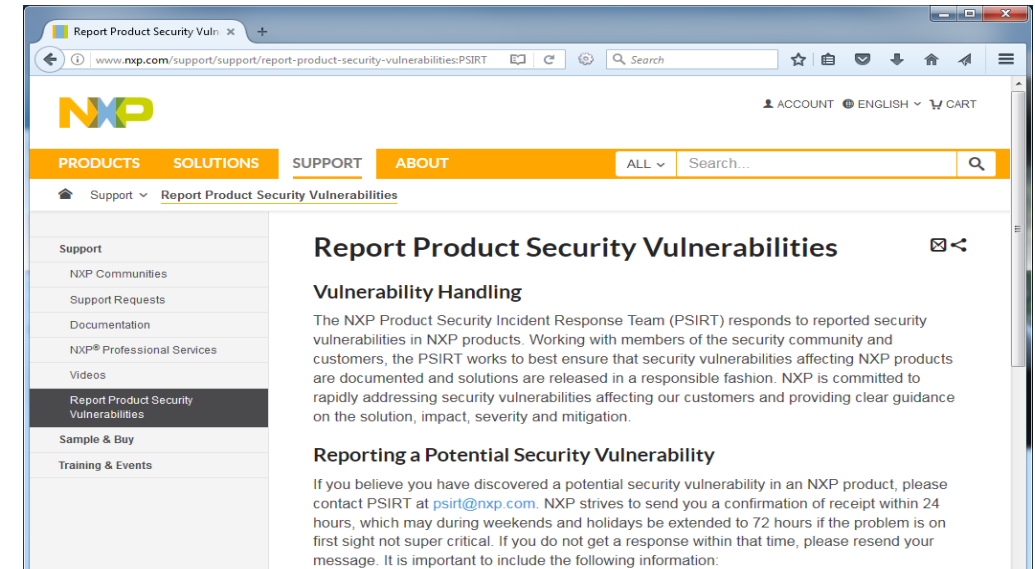 Report Product Security Vuln
www.nxp.com/support/support/report-product-security-vulnerabilities:PSIRT
Search
NXP
ACCOUNT ENGLISH CART
PRODUCTS SOLUTIONS SUPPORT ABOUT ALL Search...
Support Report Product Security Vulnerabilities
Support
NXP Communities
Support Requests
Documentation
NXP® Professional Services
Videos
Report Product Security
Vulnerabilities
Sample & Buy
Training & Events
Report Product Security Vulnerabilities
Vulnerability Handling
The NXP Product Security Incident Response Team (PSIRT) responds to reported security
vulnerabilities in NXP products. Working with members of the security community and
customers, the PSIRT works to best ensure that security vulnerabilities affecting NXP products
are documented and solutions are released in a responsible fashion. NXP is committed to
rapidly addressing security vulnerabilities affecting our customers and providing clear guidance
on the solution, impact, severity and mitigation.
Reporting a Potential Security Vulnerability
If you believe you have discovered a potential security vulnerability in an NXP product, please
contact PSIRT at psirt@nxp.com. NXP strives to send you a confirmation of receipt within 24
hours, which may during weekends and holidays be extended to 72 hours if the problem is on
first sight not super critical. If you do not get a response within that time, please resend your
message. It is important to include the following information: